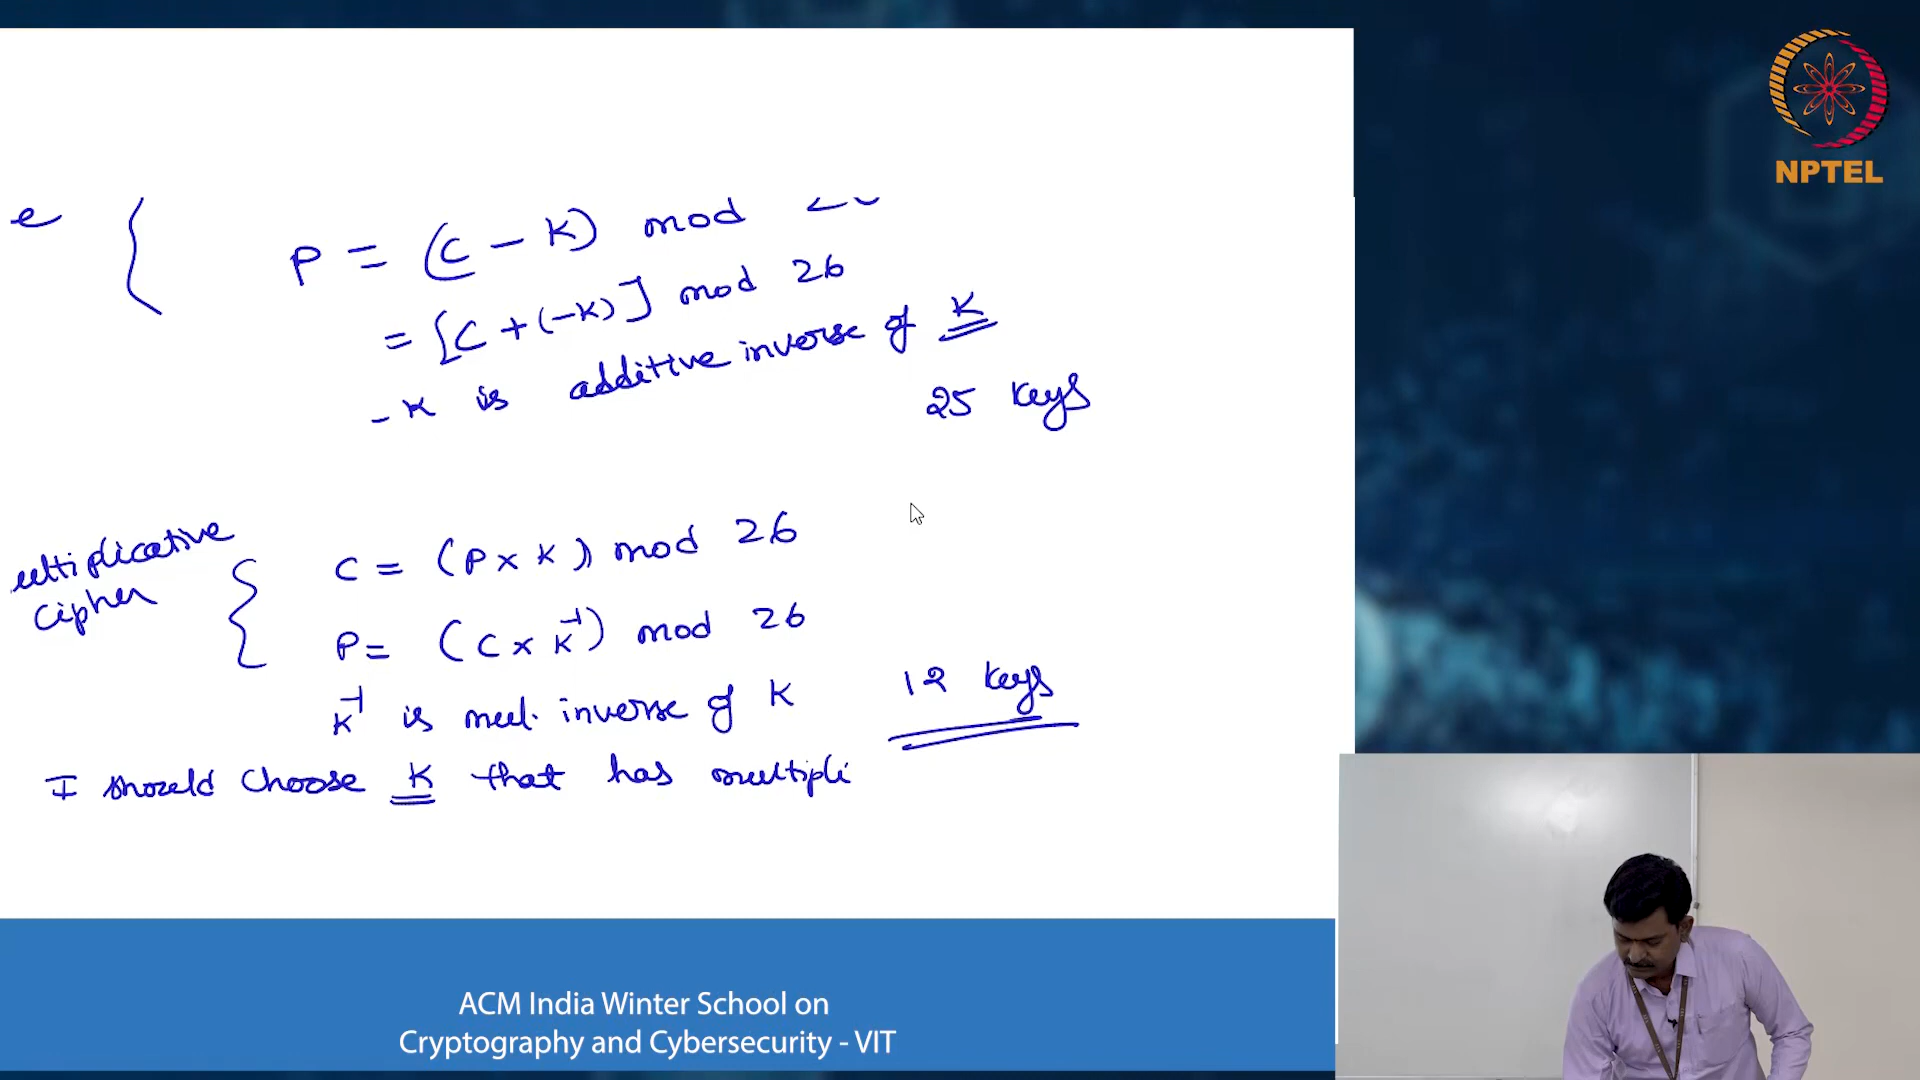 NPTEL
e
P = (C - K) mod
= [C + (-K)] mod 26
-K is additive inverse of K
25 keys
C = (P x K) mod 26
cipher
P = (C x K⁻¹) mod 26
12 keys
K⁻¹ is mul. inverse of K
I should choose K that has multipli
ACM India Winter School on
Cryptography and Cybersecurity - VIT